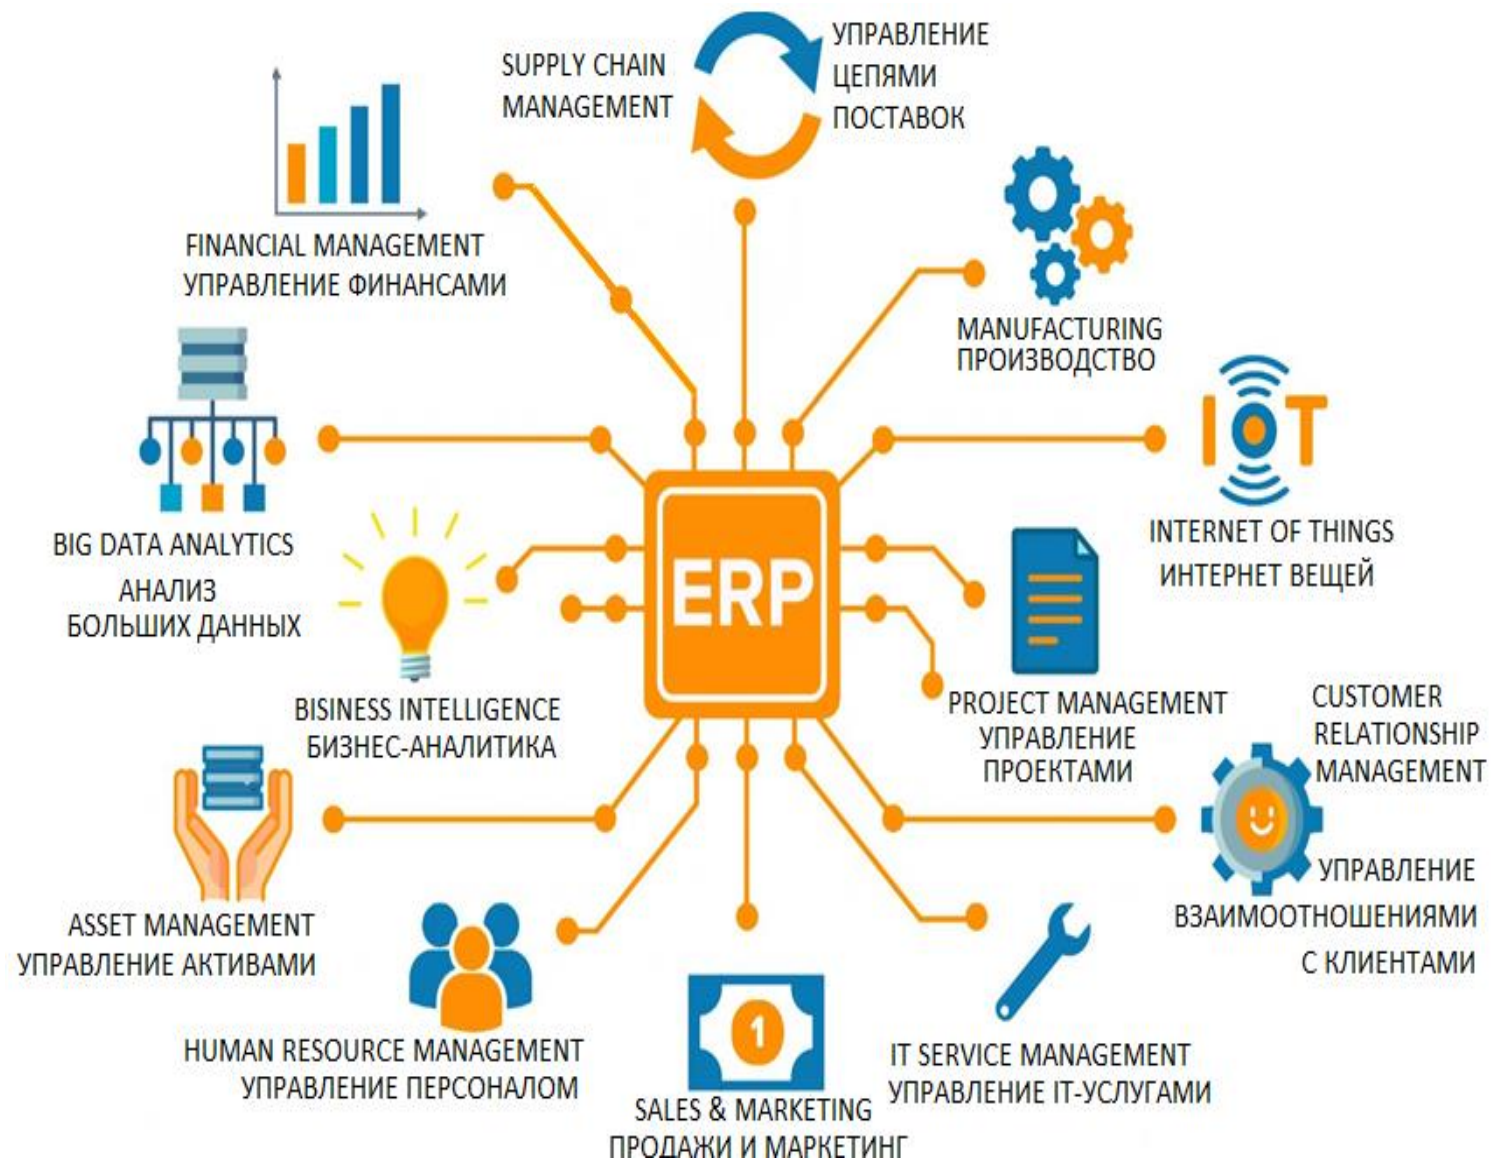 SUPPLY CHAIN
MANAGEMENT
УПРАВЛЕНИЕ
ЦЕПЯМИ
ПОСТАВОК
FINANCIAL MANAGEMENT
УПРАВЛЕНИЕ ФИНАНСАМИ
MANUFACTURING
ПРОИЗВОДСТВО
IOT
INTERNET OF THINGS
ИНТЕРНЕТ ВЕЩЕЙ
BIG DATA ANALYTICS
АНАЛИЗ
БОЛЬШИХ ДАННЫХ
ERP
BISINESS INTELLIGENCE
БИЗНЕС-АНАЛИТИКА
PROJECT MANAGEMENT
УПРАВЛЕНИЕ
ПРОЕКТАМИ
CUSTOMER
RELATIONSHIP
MANAGEMENT
УПРАВЛЕНИЕ
ВЗАИМООТНОШЕНИЯМИ
С КЛИЕНТАМИ
ASSET MANAGEMENT
УПРАВЛЕНИЕ АКТИВАМИ
HUMAN RESOURCE MANAGEMENT
УПРАВЛЕНИЕ ПЕРСОНАЛОМ
1
SALES & MARKETING
ПРОДАЖИ И МАРКЕТИНГ
IT SERVICE MANAGEMENT
УПРАВЛЕНИЕ IT-УСЛУГАМИ